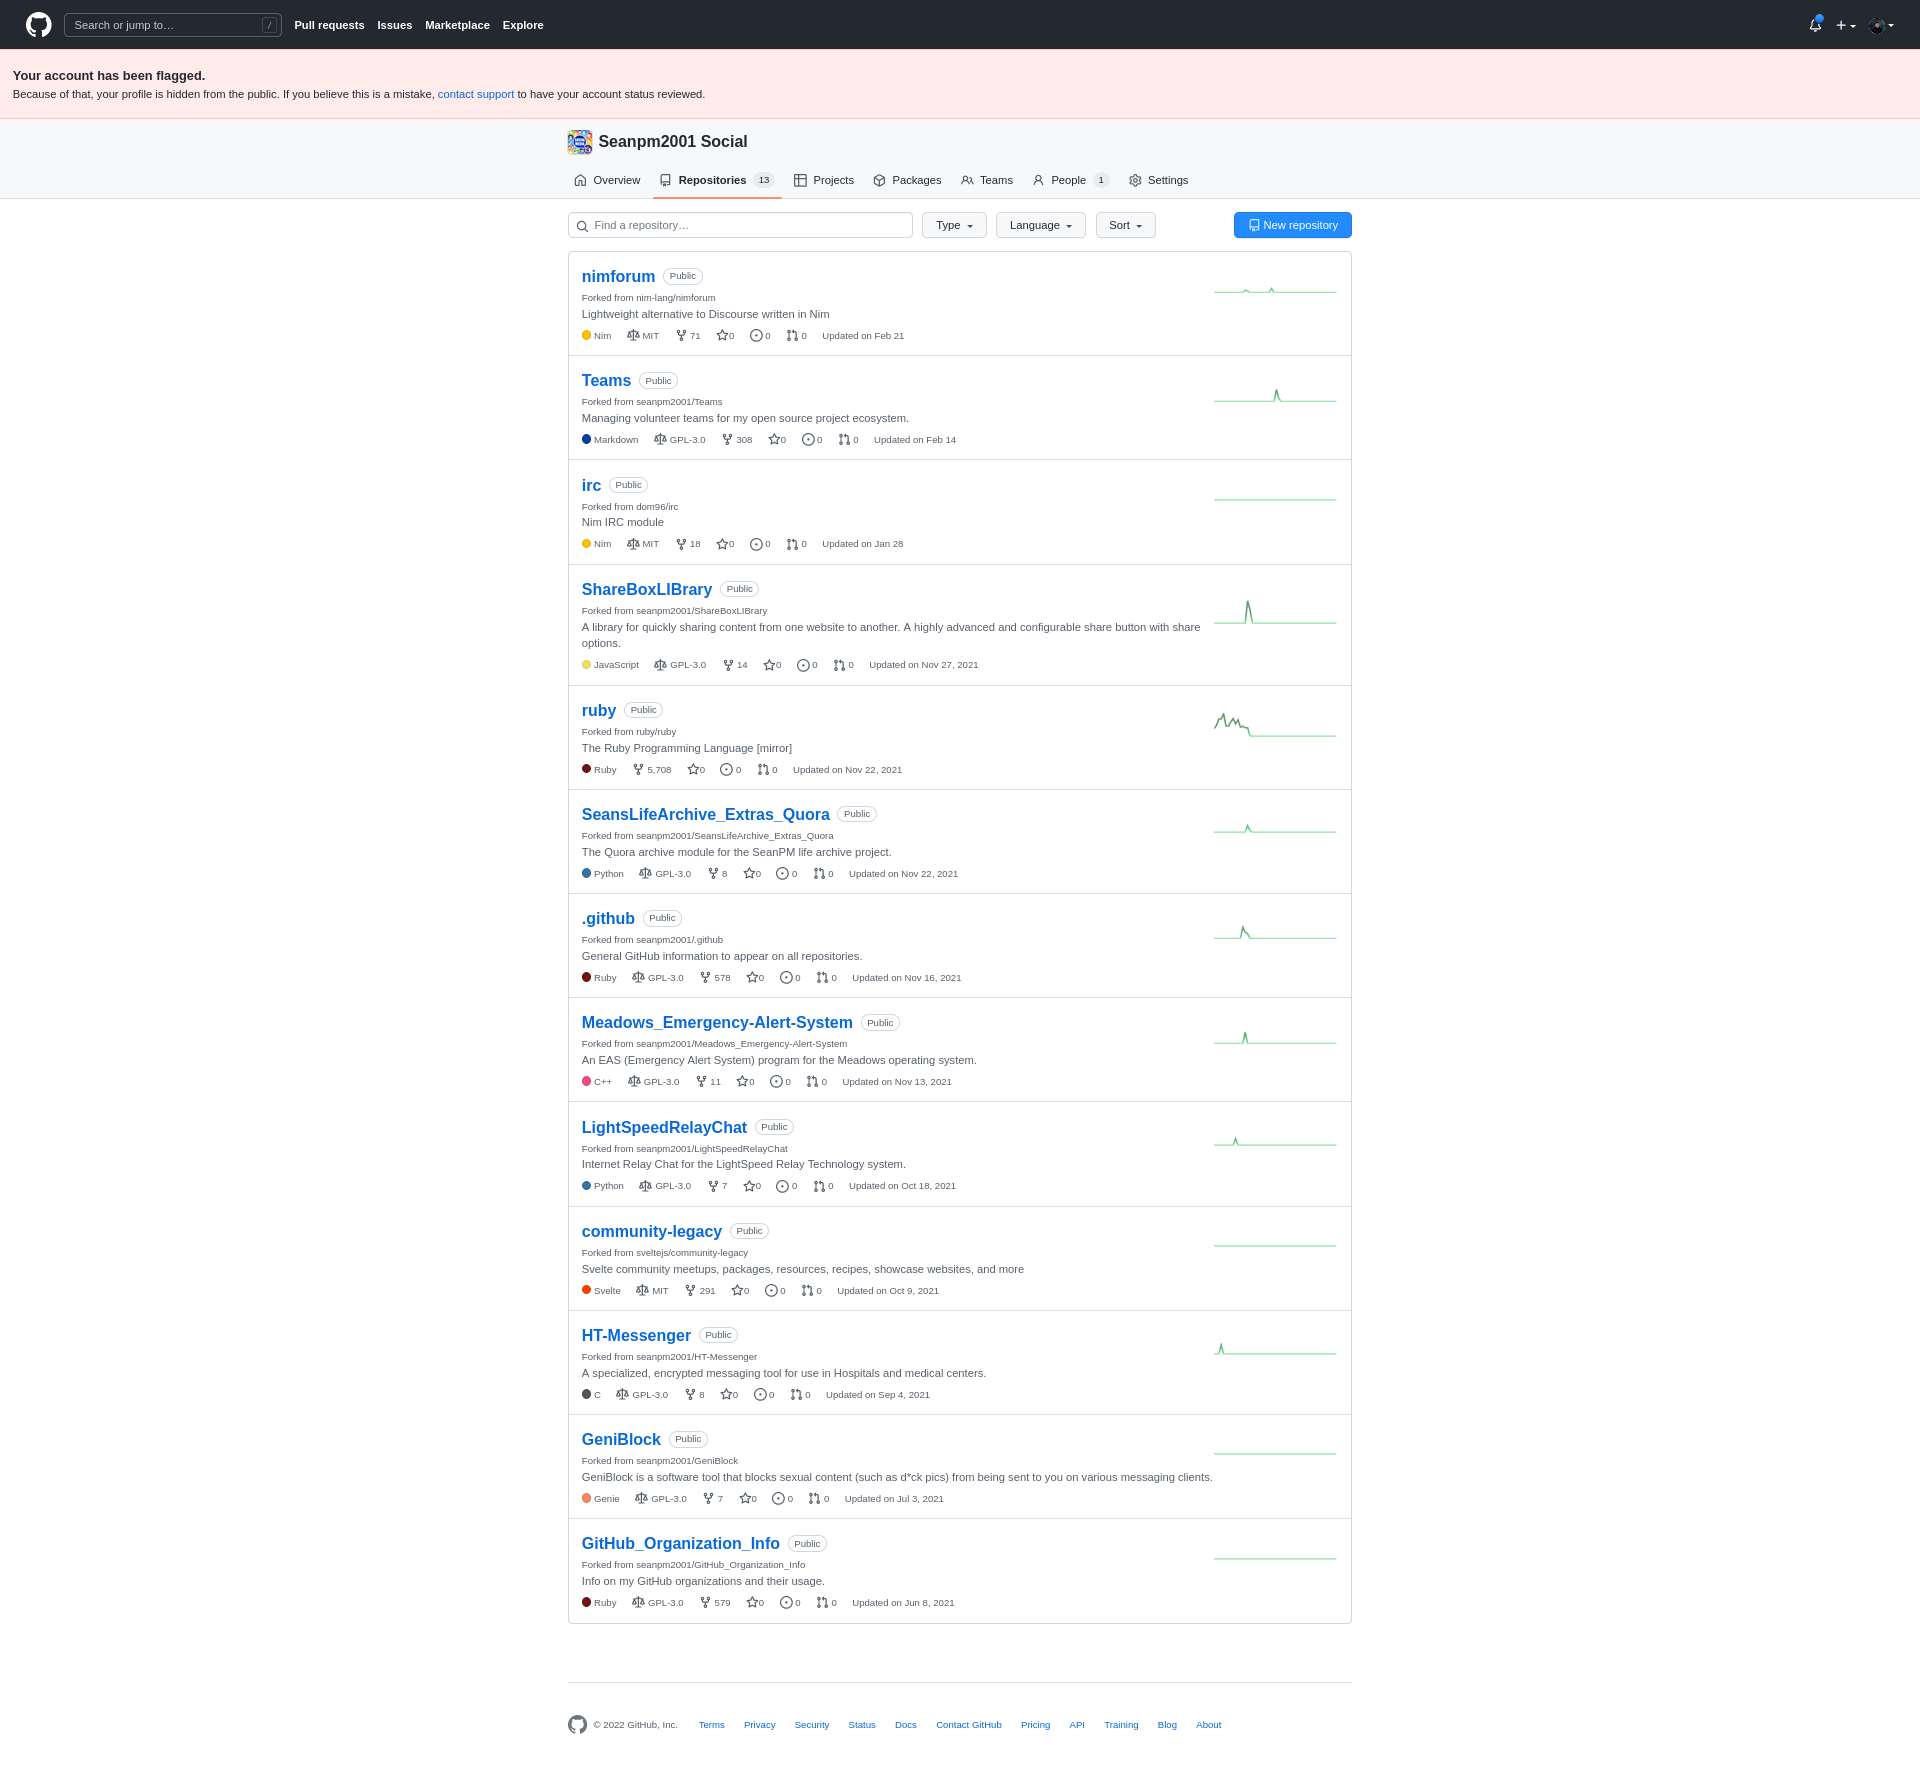 Search or jump to… / Pull requests Issues Marketplace Explore
Your account has been flagged.
Because of that, your profile is hidden from the public. If you believe this is a mistake, contact support to have your account status reviewed.
Seanpm2001 Social
Overview Repositories 13 Projects Packages Teams People 1 Settings
Find a repository… Type Language Sort New repository
nimforum Public
Forked from nim-lang/nimforum
Lightweight alternative to Discourse written in Nim
Nim MIT 71 0 0 0 Updated on Feb 21
Teams Public
Forked from seanpm2001/Teams
Managing volunteer teams for my open source project ecosystem.
Markdown GPL-3.0 308 0 0 0 Updated on Feb 14
irc Public
Forked from dom96/irc
Nim IRC module
Nim MIT 18 0 0 0 Updated on Jan 28
ShareBoxLIBrary Public
Forked from seanpm2001/ShareBoxLIBrary
A library for quickly sharing content from one website to another. A highly advanced and configurable share button with share
options.
JavaScript GPL-3.0 14 0 0 0 Updated on Nov 27, 2021
ruby Public
Forked from ruby/ruby
The Ruby Programming Language [mirror]
Ruby 5,708 0 0 0 Updated on Nov 22, 2021
SeansLifeArchive_Extras_Quora Public
Forked from seanpm2001/SeansLifeArchive_Extras_Quora
The Quora archive module for the SeanPM life archive project.
Python GPL-3.0 8 0 0 0 Updated on Nov 22, 2021
.github Public
Forked from seanpm2001/.github
General GitHub information to appear on all repositories.
Ruby GPL-3.0 578 0 0 0 Updated on Nov 16, 2021
Meadows_Emergency-Alert-System Public
Forked from seanpm2001/Meadows_Emergency-Alert-System
An EAS (Emergency Alert System) program for the Meadows operating system.
C++ GPL-3.0 11 0 0 0 Updated on Nov 13, 2021
LightSpeedRelayChat Public
Forked from seanpm2001/LightSpeedRelayChat
Internet Relay Chat for the LightSpeed Relay Technology system.
Python GPL-3.0 7 0 0 0 Updated on Oct 18, 2021
community-legacy Public
Forked from sveltejs/community-legacy
Svelte community meetups, packages, resources, recipes, showcase websites, and more
Svelte MIT 291 0 0 0 Updated on Oct 9, 2021
HT-Messenger Public
Forked from seanpm2001/HT-Messenger
A specialized, encrypted messaging tool for use in Hospitals and medical centers.
C GPL-3.0 8 0 0 0 Updated on Sep 4, 2021
GeniBlock Public
Forked from seanpm2001/GeniBlock
GeniBlock is a software tool that blocks sexual content (such as d*ck pics) from being sent to you on various messaging clients.
Genie GPL-3.0 7 0 0 0 Updated on Jul 3, 2021
GitHub_Organization_Info Public
Forked from seanpm2001/GitHub_Organization_Info
Info on my GitHub organizations and their usage.
Ruby GPL-3.0 579 0 0 0 Updated on Jun 8, 2021
© 2022 GitHub, Inc. Terms Privacy Security Status Docs Contact GitHub Pricing API Training Blog About